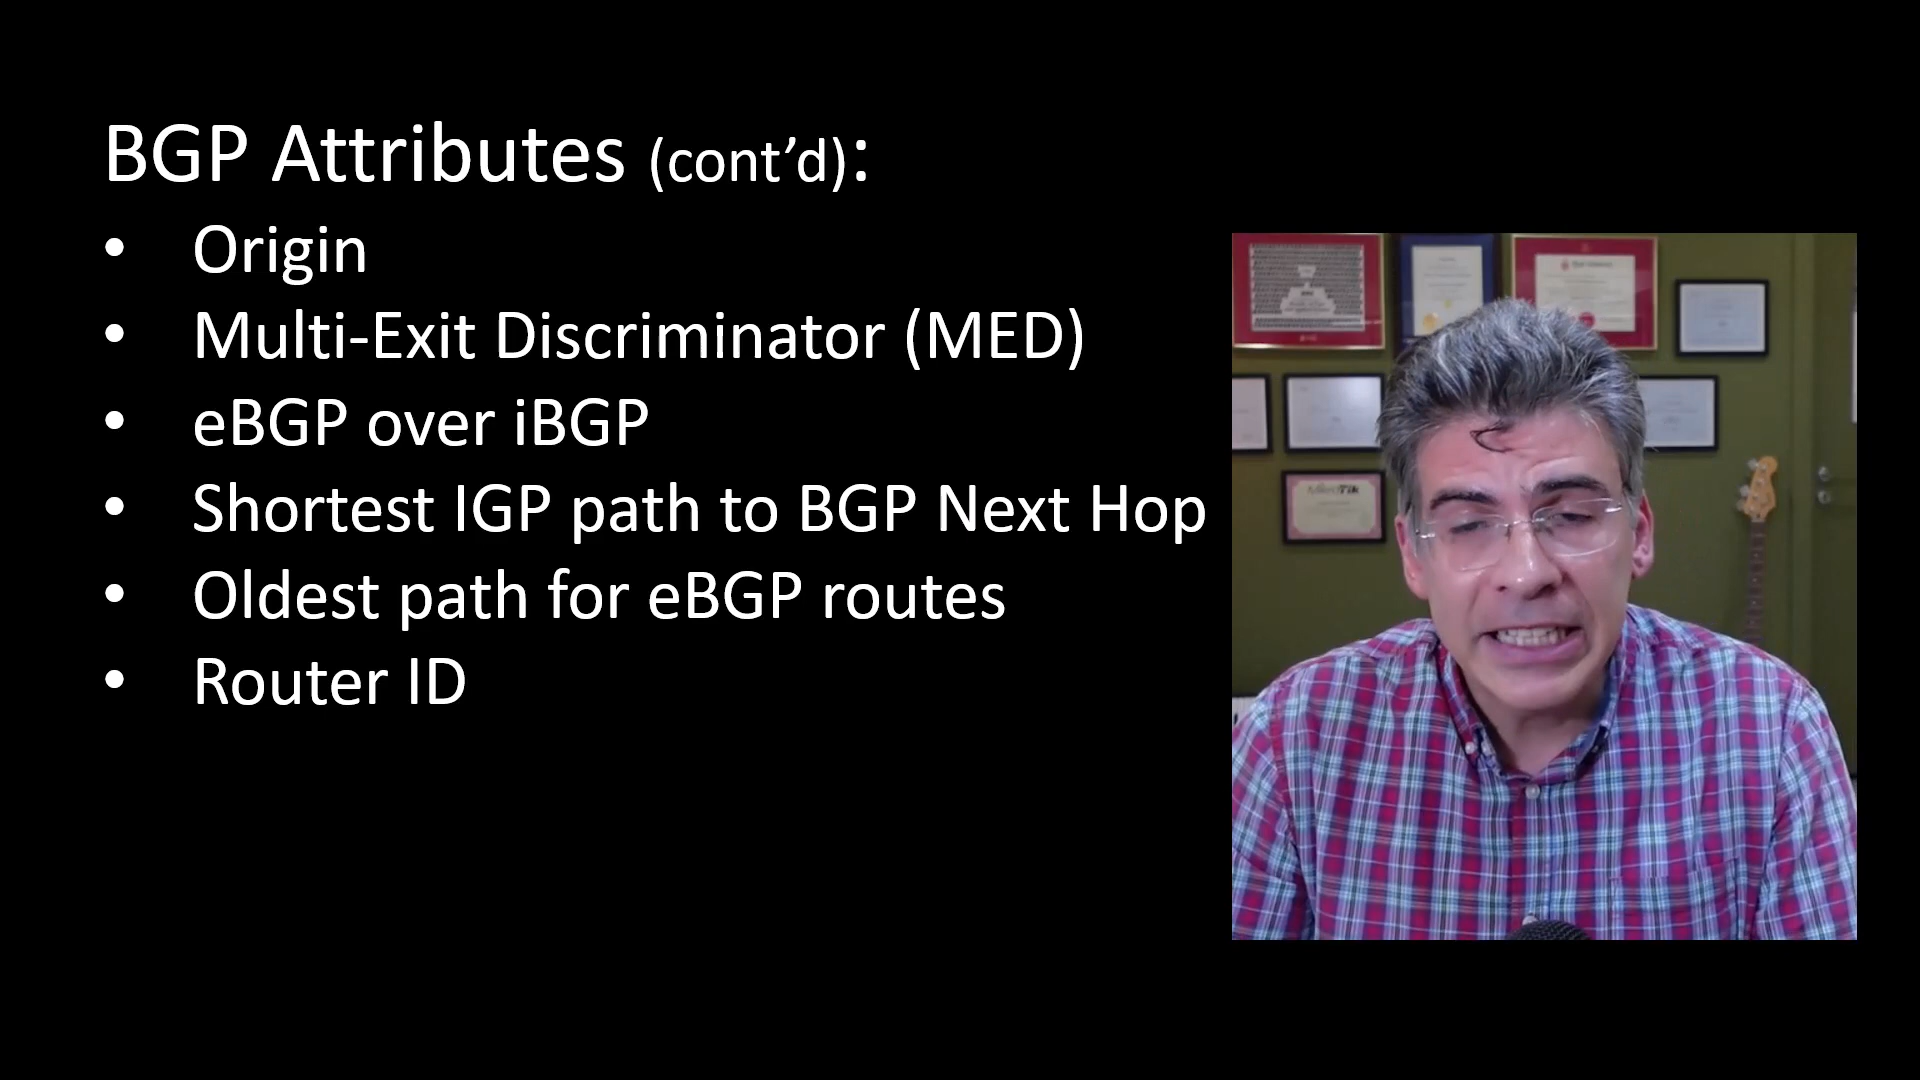 BGP Attributes (cont’d):
• Origin
• Multi-Exit Discriminator (MED)
• eBGP over iBGP
• Shortest IGP path to BGP Next Hop
• Oldest path for eBGP routes
• Router ID